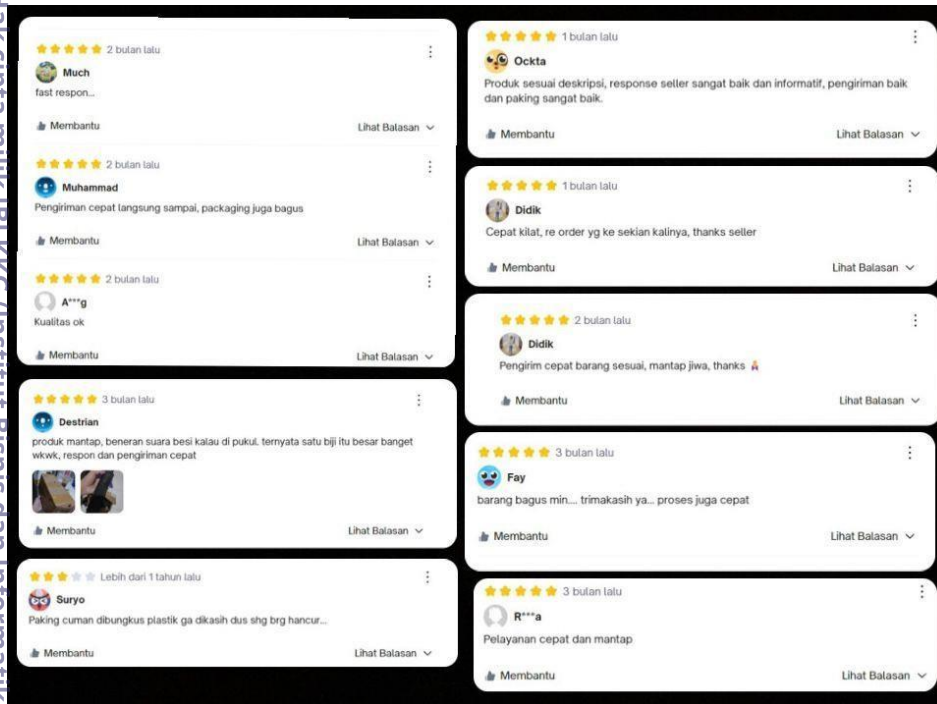 2 bulan lalu
Much
fast respon...
Membantu
Lihat Balasan
2 bulan lalu
Muhammad
Pengiriman cepat langsung sampai, packaging juga bagus
Membantu
Lihat Balasan
2 bulan lalu
A***g
Kualitas ok
Membantu
Lihat Balasan
3 bulan lalu
Destrian
produk mantap, beneran suara besi kalau di pukul. ternyata satu biji itu besar banget
wkwk, respon dan pengiriman cepat
Membantu
Lihat Balasan
Lebih dari 1 tahun lalu
Suryo
Paking cuman dibungkus plastik ga dikasih dus shg brg hancur...
Membantu
Lihat Balasan
1 bulan lalu
Ockta
Produk sesuai deskripsi, response seller sangat baik dan informatif, pengiriman baik
dan paking sangat baik.
Membantu
Lihat Balasan
1 bulan lalu
Didik
Cepat kilat, re order yg ke sekian kalinya, thanks seller
Membantu
Lihat Balasan
2 bulan lalu
Didik
Pengirim cepat barang sesuai, mantap jiwa, thanks 🙏
Membantu
Lihat Balasan
3 bulan lalu
Fay
barang bagus min.... trimakasih ya... proses juga cepat
Membantu
Lihat Balasan
3 bulan lalu
R***a
Pelayanan cepat dan mantap
Membantu
Lihat Balasan